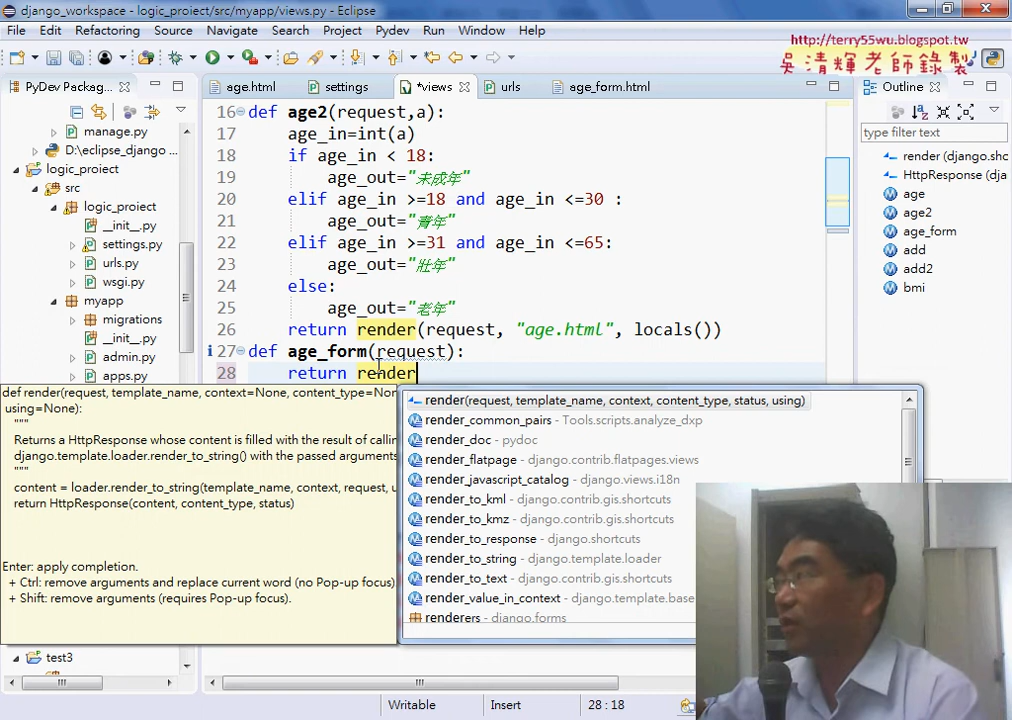 django_workspace - logic_project/src/myapp/views.py - Eclipse
File Edit Refactoring Source Navigate Search Project Pydev Run Window Help
http://terry55wu.blogspot.tw
吳清輝老師錄製
PyDev Packag...
age.html
settings
*views
urls
age_form.html
Outline
type filter text
manage.py
D:\eclipse_django ...
logic_project
src
logic_project
__init__.py
settings.py
urls.py
wsgi.py
myapp
migrations
__init__.py
admin.py
apps.py
test3
16 def age2(request,a):
17 age_in=int(a)
18 if age_in < 18:
19 age_out="未成年"
20 elif age_in >=18 and age_in <=30 :
21 age_out="青年"
22 elif age_in >=31 and age_in <=65:
23 age_out="壯年"
24 else:
25 age_out="老年"
26 return render(request, "age.html", locals())
27 def age_form(request):
28 return render
render (django.shc
HttpResponse (dja
age
age2
age_form
add
add2
bmi
def render(request, template_name, context=None, content_type=Non
using=None):
"""
Returns a HttpResponse whose content is filled with the result of callin
django.template.loader.render_to_string() with the passed arguments
"""
content = loader.render_to_string(template_name, context, request, u
return HttpResponse(content, content_type, status)
Enter: apply completion.
+ Ctrl: remove arguments and replace current word (no Pop-up focus)
+ Shift: remove arguments (requires Pop-up focus).
render(request, template_name, context, content_type, status, using)
render_common_pairs - Tools.scripts.analyze_dxp
render_doc - pydoc
render_flatpage - django.contrib.flatpages.views
render_javascript_catalog - django.views.i18n
render_to_kml - django.contrib.gis.shortcuts
render_to_kmz - django.contrib.gis.shortcuts
render_to_response - django.shortcuts
render_to_string - django.template.loader
render_to_text - django.contrib.gis.shortcuts
render_value_in_context - django.template.base
renderers - django.forms
Writable
Insert
28 : 18